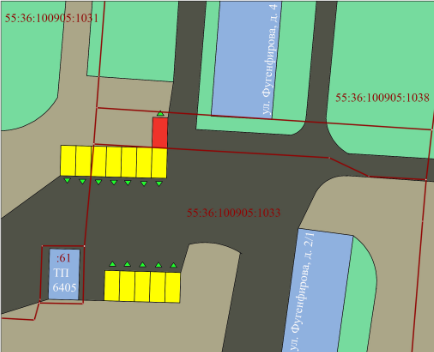 55:36:100905:1031
ул. Фугенфирова, д. 4
55:36:100905:1038
55:36:100905:1033
:61
ТП
6405
ул. Фугенфирова, д. 2/1